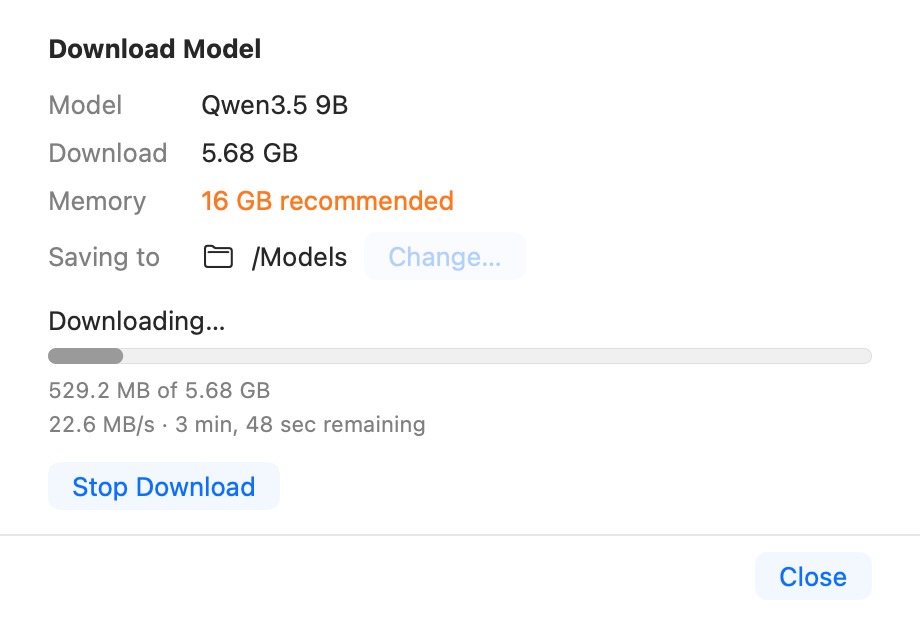 Download Model
Model Qwen3.5 9B
Download 5.68 GB
Memory 16 GB recommended
Saving to /Models Change...
Downloading...
529.2 MB of 5.68 GB
22.6 MB/s · 3 min, 48 sec remaining
Stop Download
Close